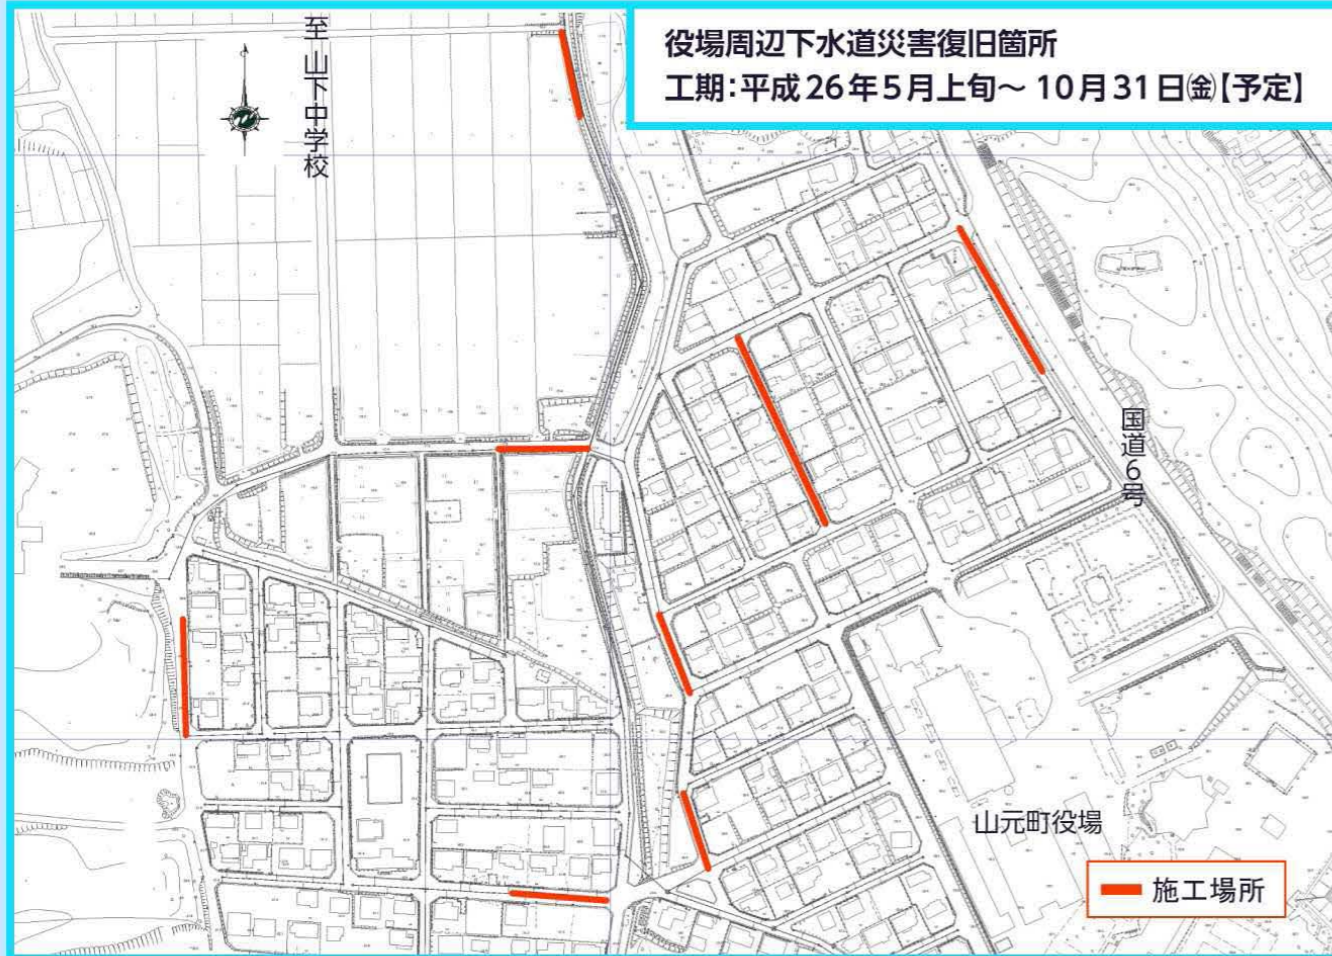 役場周辺下水道災害復旧箇所
工期:平成26年5月上旬～10月31日㈮【予定】
至 山下中学校
国道6号
山元町役場
施工場所